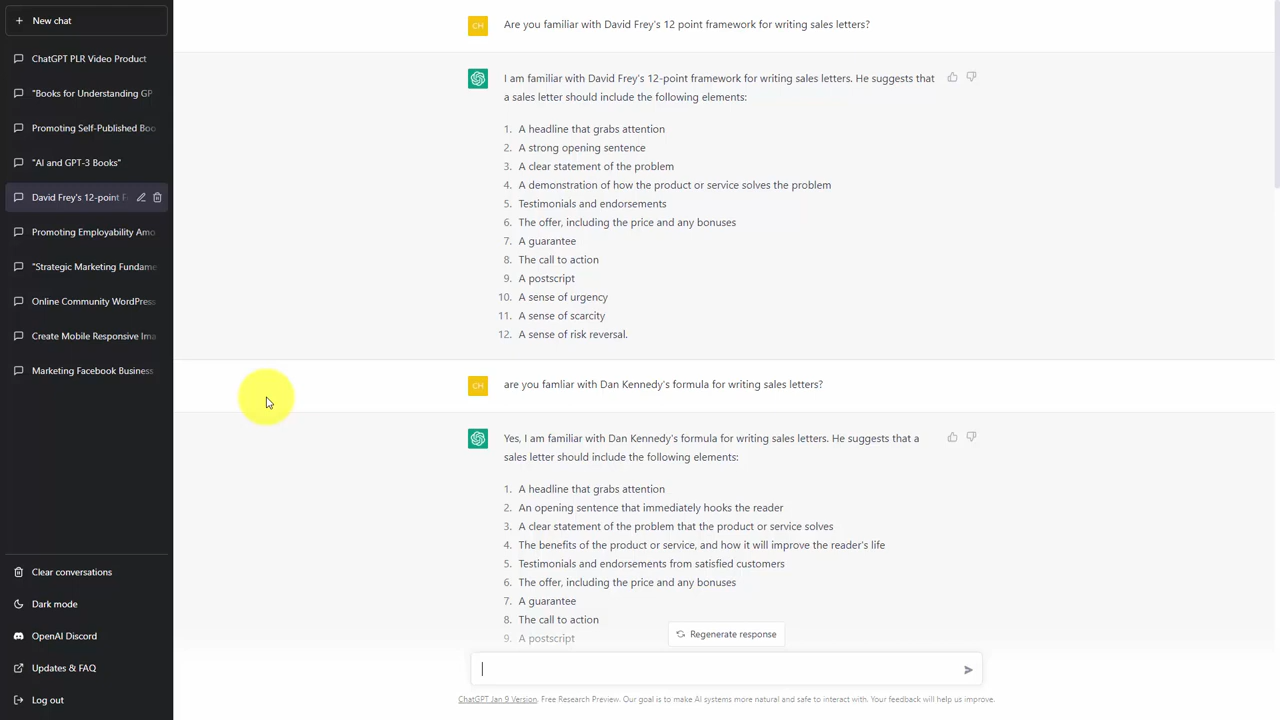 New chat
ChatGPT PLR Video Product
"Books for Understanding GP
Promoting Self-Published Boo
"AI and GPT-3 Books"
David Frey's 12-point F
Promoting Employability Amo
"Strategic Marketing Fundame
Online Community WordPress
Create Mobile Responsive Ima
Marketing Facebook Business
Clear conversations
Dark mode
OpenAI Discord
Updates & FAQ
Log out
CH
Are you familiar with David Frey's 12 point framework for writing sales letters?
I am familiar with David Frey's 12-point framework for writing sales letters. He suggests that
a sales letter should include the following elements:
1. A headline that grabs attention
2. A strong opening sentence
3. A clear statement of the problem
4. A demonstration of how the product or service solves the problem
5. Testimonials and endorsements
6. The offer, including the price and any bonuses
7. A guarantee
8. The call to action
9. A postscript
10. A sense of urgency
11. A sense of scarcity
12. A sense of risk reversal.
CH
are you famliar with Dan Kennedy's formula for writing sales letters?
Yes, I am familiar with Dan Kennedy's formula for writing sales letters. He suggests that a
sales letter should include the following elements:
1. A headline that grabs attention
2. An opening sentence that immediately hooks the reader
3. A clear statement of the problem that the product or service solves
4. The benefits of the product or service, and how it will improve the reader's life
5. Testimonials and endorsements from satisfied customers
6. The offer, including the price and any bonuses
7. A guarantee
8. The call to action
9. A postscript
Regenerate response
ChatGPT Jan 9 Version. Free Research Preview. Our goal is to make AI systems more natural and safe to interact with. Your feedback will help us improve.